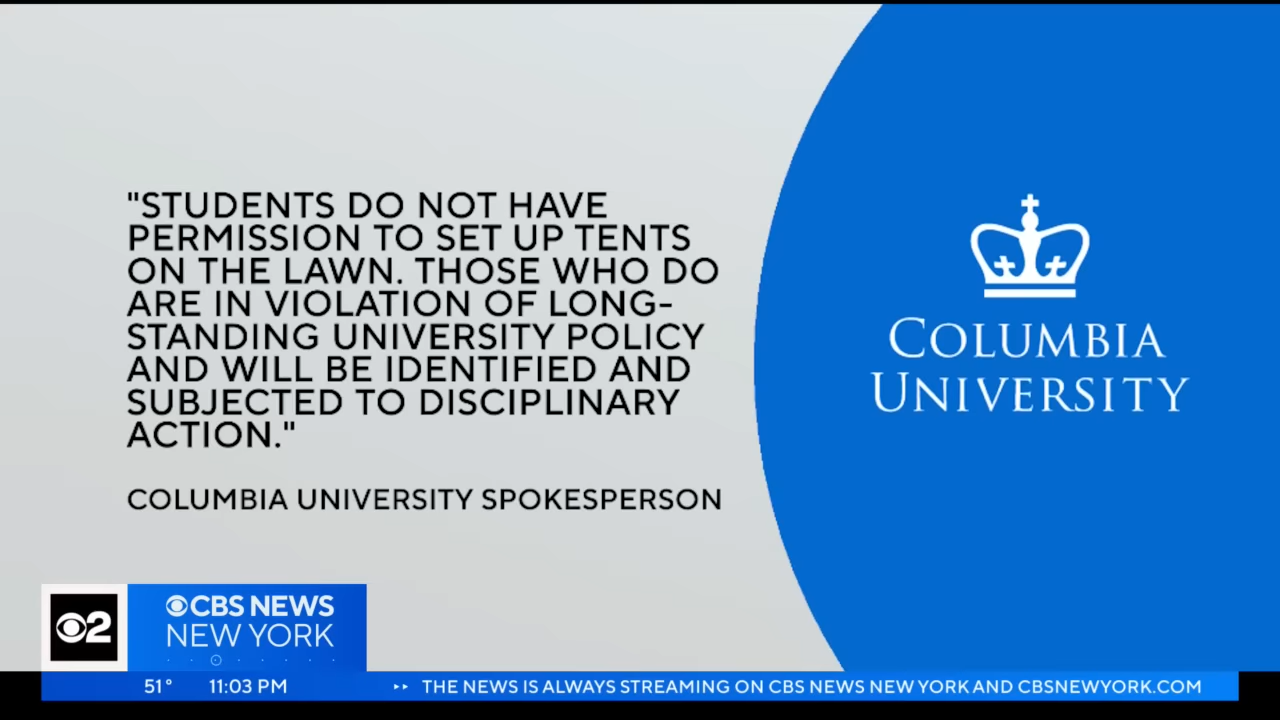 "STUDENTS DO NOT HAVE
PERMISSION TO SET UP TENTS
ON THE LAWN. THOSE WHO DO
ARE IN VIOLATION OF LONG-
STANDING UNIVERSITY POLICY
AND WILL BE IDENTIFIED AND
SUBJECTED TO DISCIPLINARY
ACTION."
COLUMBIA UNIVERSITY SPOKESPERSON
COLUMBIA
UNIVERSITY
2
CBS NEWS
NEW YORK
51° 11:03 PM THE NEWS IS ALWAYS STREAMING ON CBS NEWS NEW YORK AND CBSNEWYORK.COM